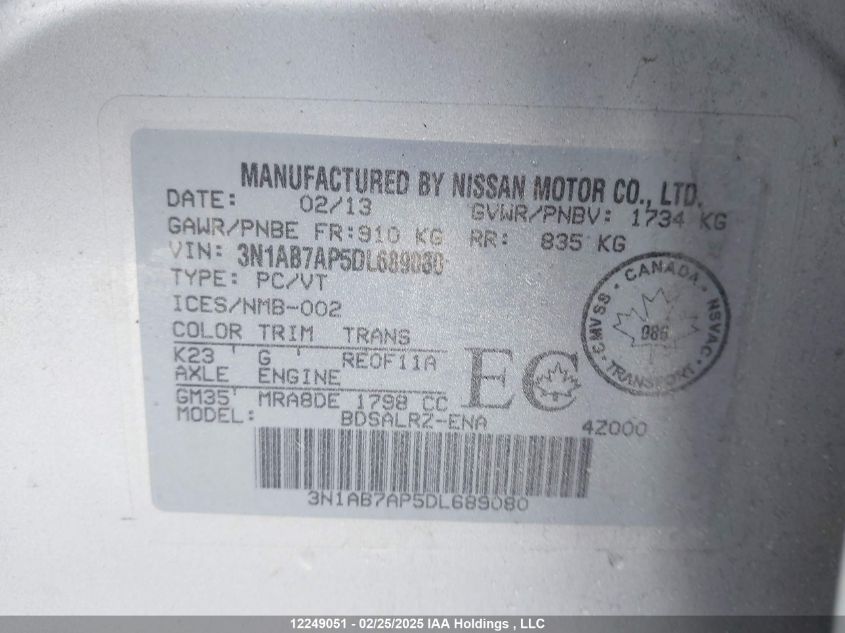 MANUFACTURED BY NISSAN MOTOR CO., LTD.
DATE: 02/13 GVWR/PNBV: 1734 KG
GAWR/PNBE FR:910 KG RR: 835 KG
VIN: 3N1AB7AP5DL689080
TYPE: PC/VT
ICES/NMB-002
COLOR TRIM TRANS
K23 ' G ' RE0F11A
AXLE ENGINE
GM35' MRA8DE 1798 CC
MODEL: BDSALRZ-ENA 4Z000
EC
CANADA
CMVSS NSVAC
086
TRANSPORT
3N1AB7AP5DL689080
12249051 - 02/25/2025 IAA Holdings , LLC